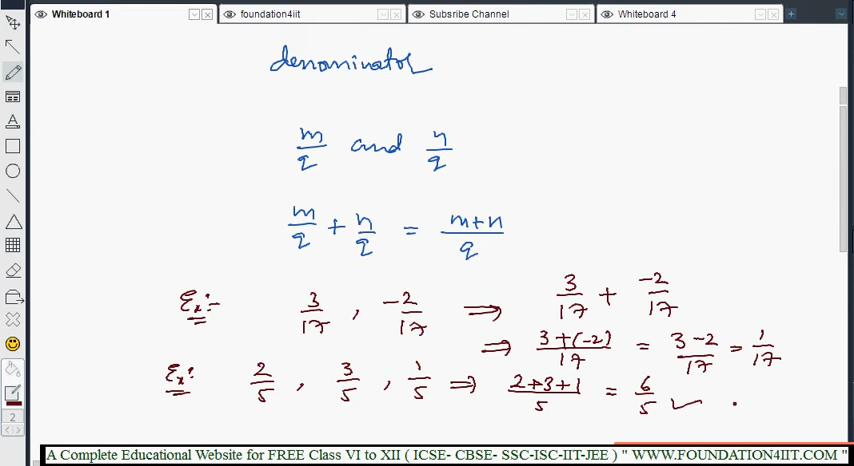 Whiteboard 1 foundation4iit Subsribe Channel Whiteboard 4
denominator
m/q and n/q
m/q + n/q = m+n/q
Ex:- 3/17 , -2/17 ⇒ 3/17 + -2/17
⇒ 3+(-2)/17 = 3-2/17 = 1/17
Ex: 2/5 , 3/5 , 1/5 ⇒ 2+3+1/5 = 6/5
2
A Complete Educational Website for FREE Class VI to XII ( ICSE- CBSE- SSC-ISC-IIT-JEE ) " WWW.FOUNDATION4IIT.COM "